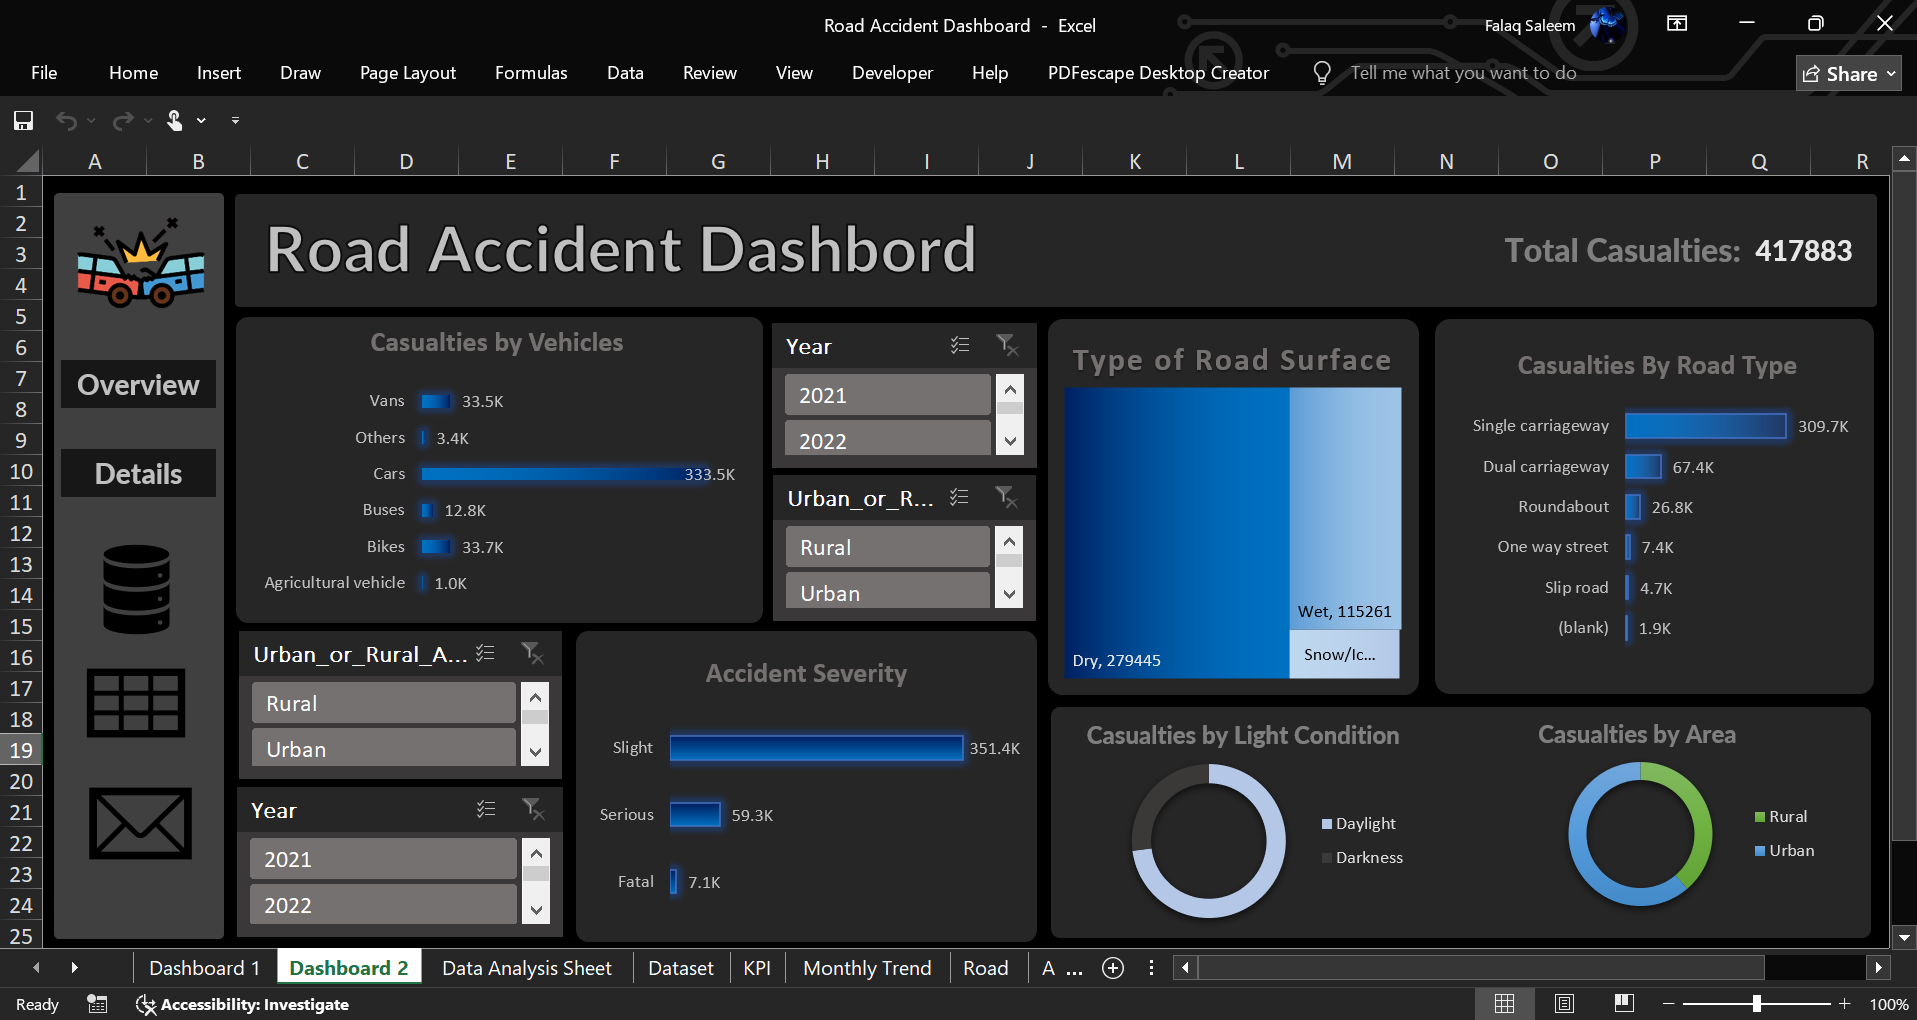 Road Accident Dashboard - Excel
Falaq Saleem
File Home Insert Draw Page Layout Formulas Data Review View Developer Help PDFescape Desktop Creator Tell me what you want to do Share
A B C D E F G H I J K L M N O P Q R
1
2
3
4
5
6
7
8
9
10
11
12
13
14
15
16
17
18
19
20
21
22
23
24
25
Overview
Details
Road Accident Dashbord
Total Casualties: 417883
Casualties by Vehicles
Vans 33.5K
Others 3.4K
Cars 333.5K
Buses 12.8K
Bikes 33.7K
Agricultural vehicle 1.0K
Year
2021
2022
Urban_or_R...
Rural
Urban
Type of Road Surface
Dry, 279445
Wet, 115261
Snow/Ic...
Casualties By Road Type
Single carriageway 309.7K
Dual carriageway 67.4K
Roundabout 26.8K
One way street 7.4K
Slip road 4.7K
(blank) 1.9K
Urban_or_Rural_A...
Rural
Urban
Year
2021
2022
Accident Severity
Slight 351.4K
Serious 59.3K
Fatal 7.1K
Casualties by Light Condition
Daylight
Darkness
Casualties by Area
Rural
Urban
Dashboard 1 Dashboard 2 Data Analysis Sheet Dataset KPI Monthly Trend Road A ...
Ready Accessibility: Investigate 100%